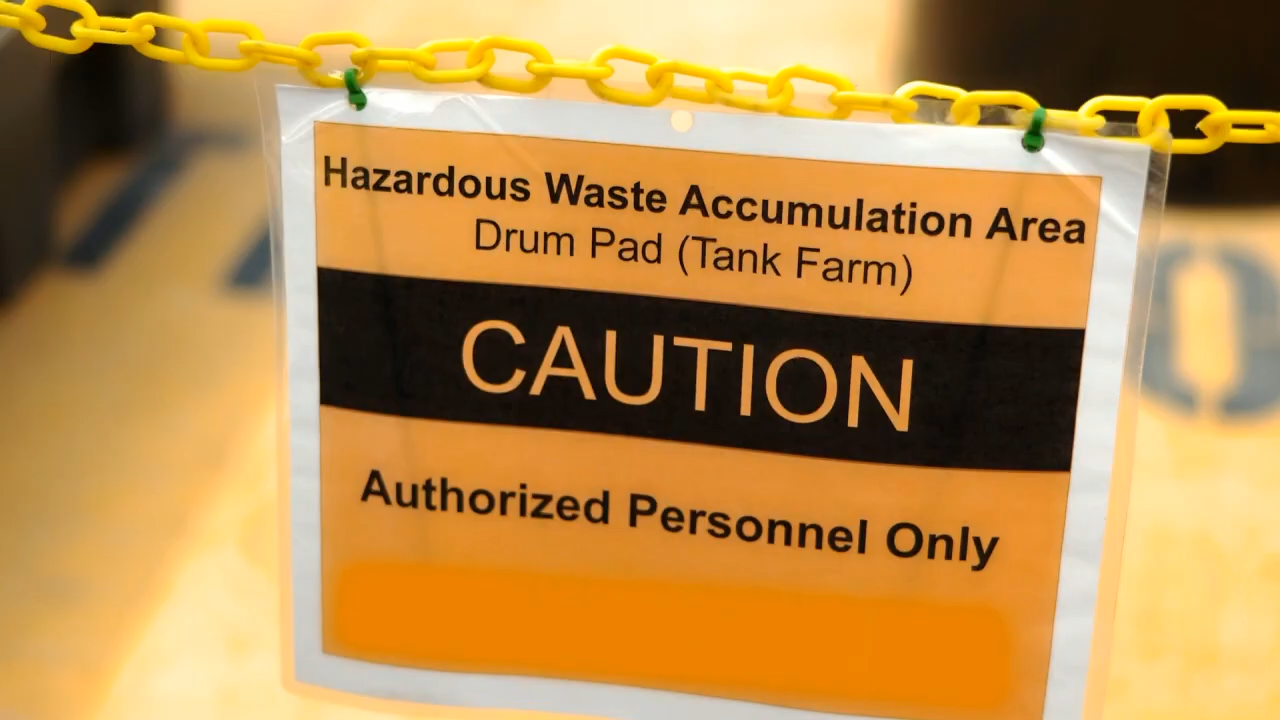 Hazardous Waste Accumulation Area
Drum Pad (Tank Farm)
CAUTION
Authorized Personnel Only